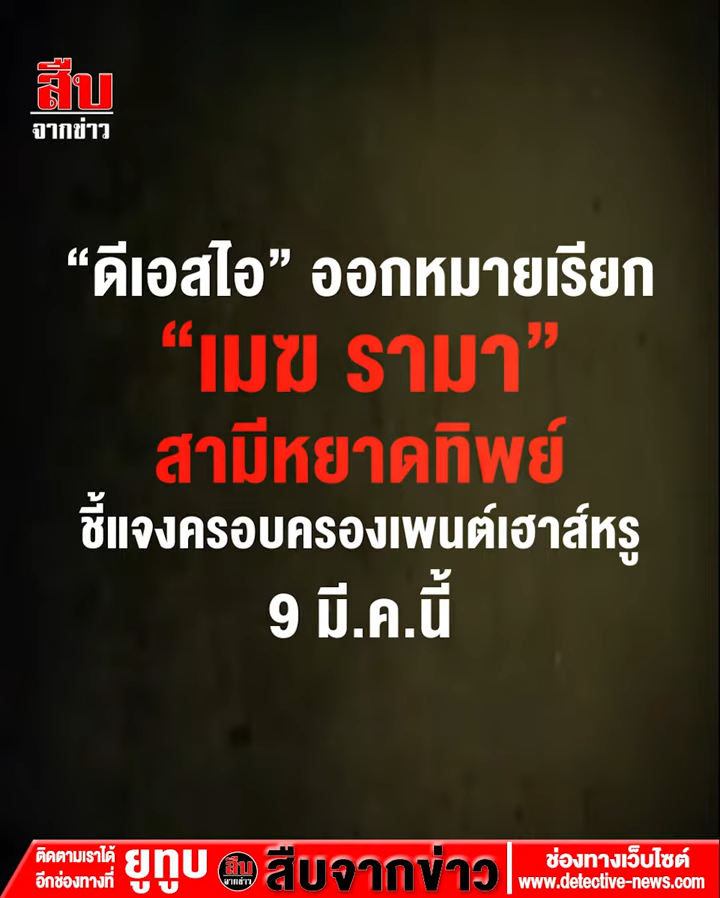 สืบ
จากข่าว
“ดีเอสไอ” ออกหมายเรียก
“เมฆ รามา”
สามีหยาดทิพย์
ชี้แจงครอบครองเพนต์เฮาส์หรู
9 มี.ค.นี้
ติดตามเราได้
อีกช่องทางที่
ยูทูบ
สืบ
จากข่าว
สืบจากข่าว
ช่องทางเว็บไซต์
www.detective-news.com